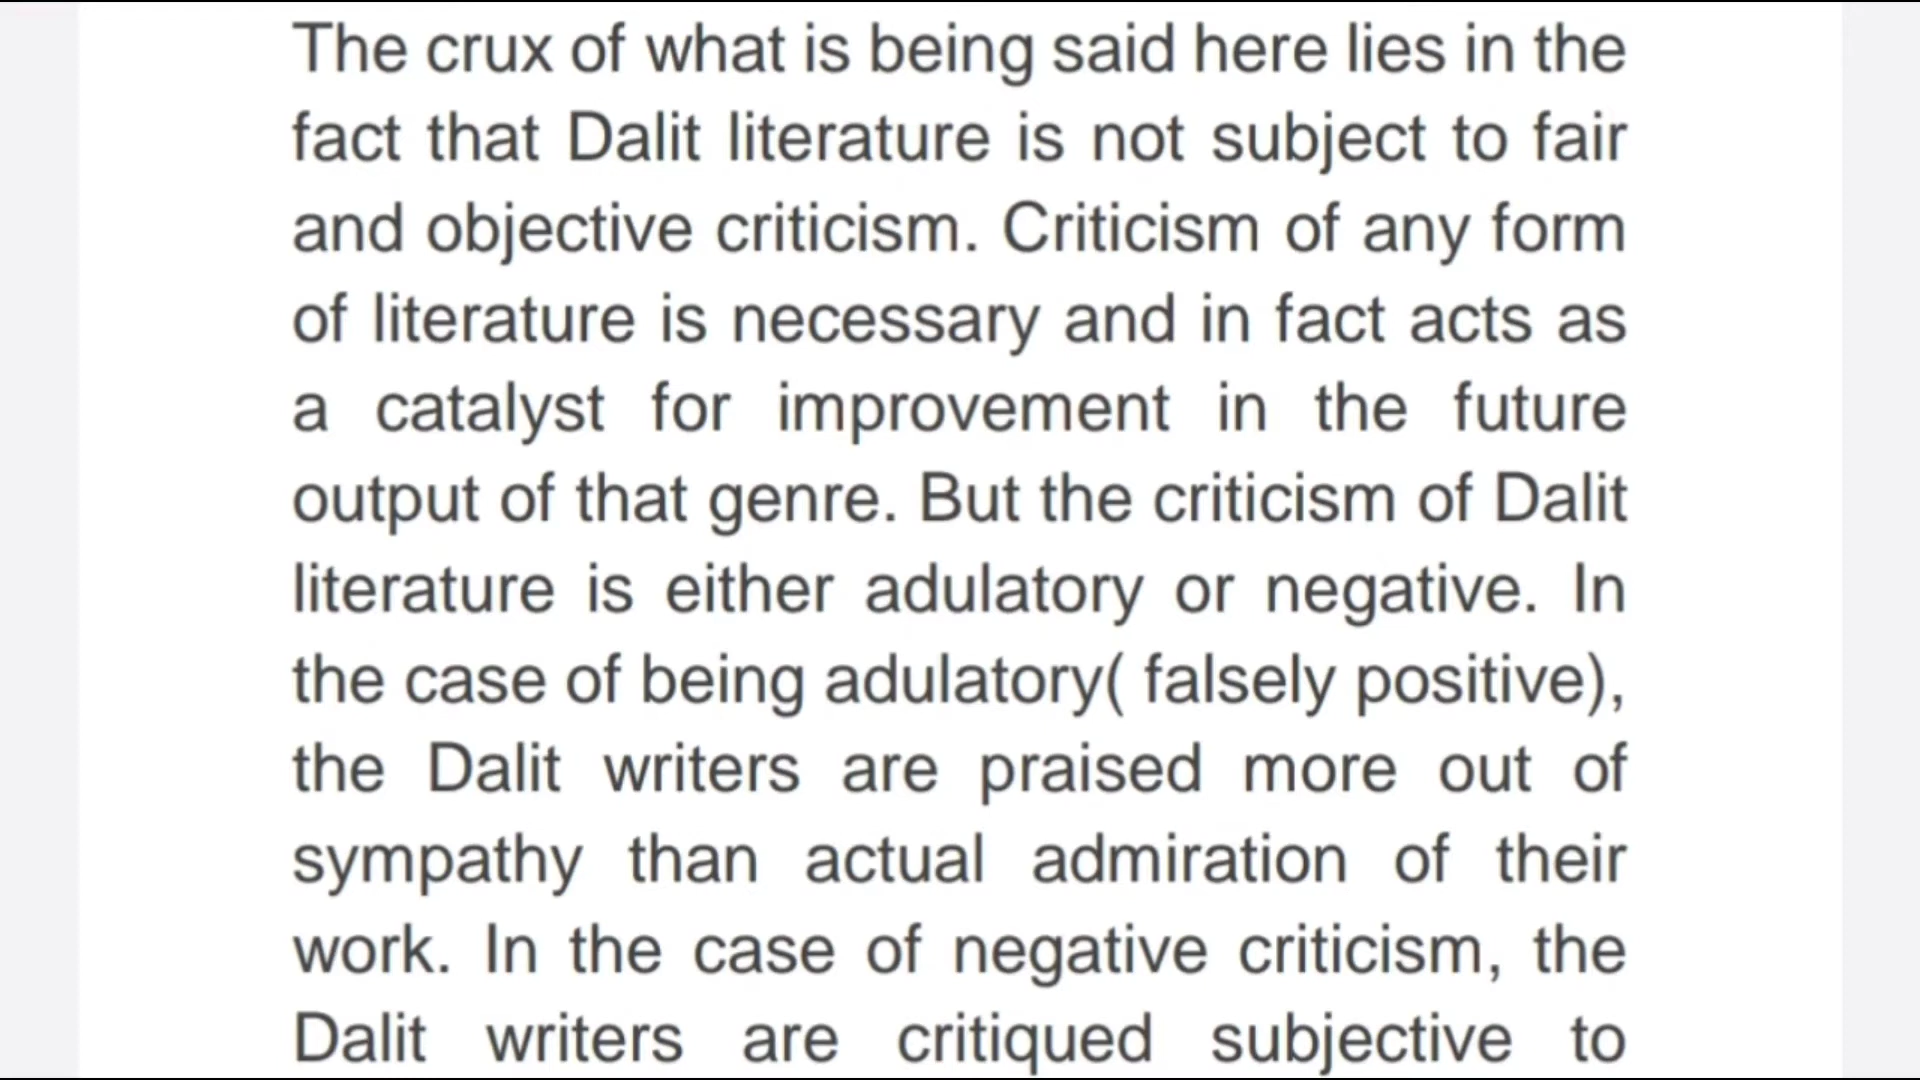 The crux of what is being said here lies in the
fact that Dalit literature is not subject to fair
and objective criticism. Criticism of any form
of literature is necessary and in fact acts as
a catalyst for improvement in the future
output of that genre. But the criticism of Dalit
literature is either adulatory or negative. In
the case of being adulatory( falsely positive),
the Dalit writers are praised more out of
sympathy than actual admiration of their
work. In the case of negative criticism, the
Dalit writers are critiqued subjective to